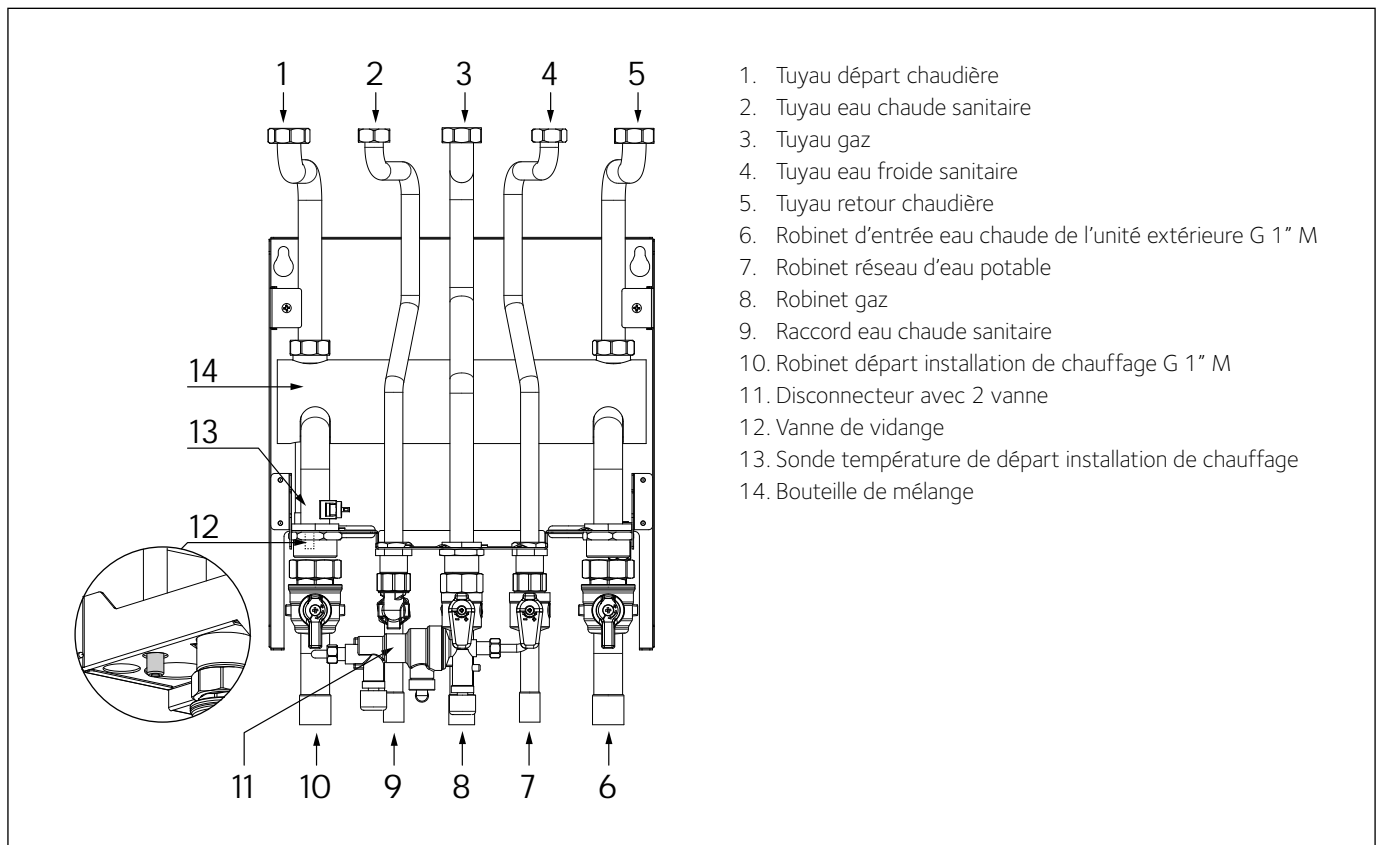 1 2 3 4 5
14
13
12
11 10 9 8 7 6
1. Tuyau départ chaudière
2. Tuyau eau chaude sanitaire
3. Tuyau gaz
4. Tuyau eau froide sanitaire
5. Tuyau retour chaudière
6. Robinet d’entrée eau chaude de l’unité extérieure G 1” M
7. Robinet réseau d’eau potable
8. Robinet gaz
9. Raccord eau chaude sanitaire
10. Robinet départ installation de chauffage G 1” M
11. Disconnecteur avec 2 vanne
12. Vanne de vidange
13. Sonde température de départ installation de chauffage
14. Bouteille de mélange